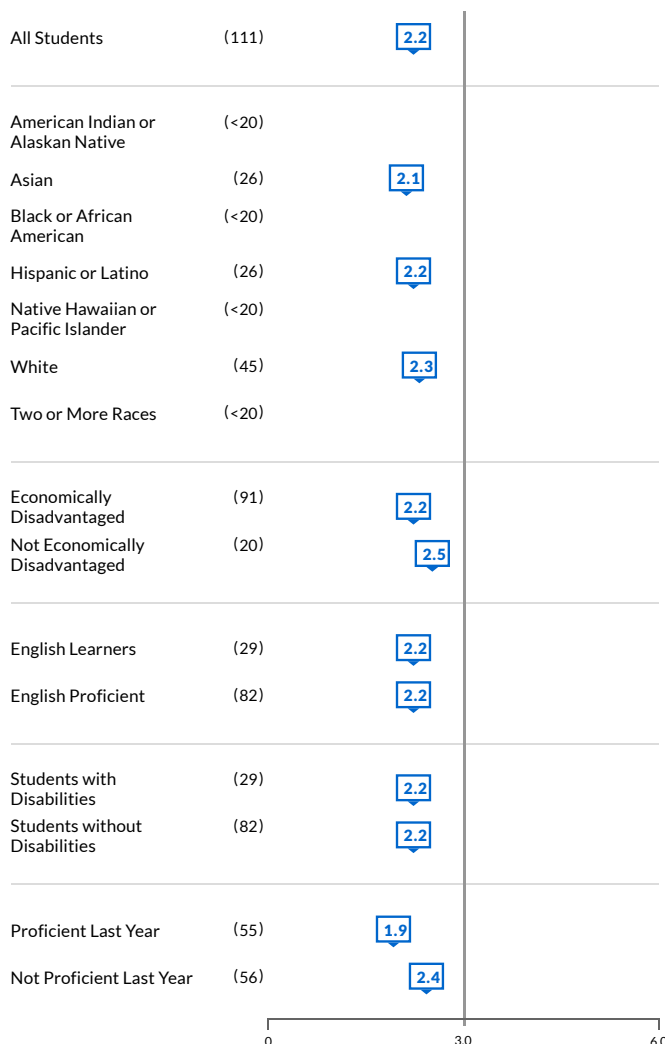 All Students (111) 2.2
American Indian or (<20)
Alaskan Native
Asian (26) 2.1
Black or African (<20)
American
Hispanic or Latino (26) 2.2
Native Hawaiian or (<20)
Pacific Islander
White (45) 2.3
Two or More Races (<20)
Economically (91) 2.2
Disadvantaged
Not Economically (20) 2.5
Disadvantaged
English Learners (29) 2.2
English Proficient (82) 2.2
Students with (29) 2.2
Disabilities
Students without (82) 2.2
Disabilities
Proficient Last Year (55) 1.9
Not Proficient Last Year (56) 2.4
0 3.0 6.0